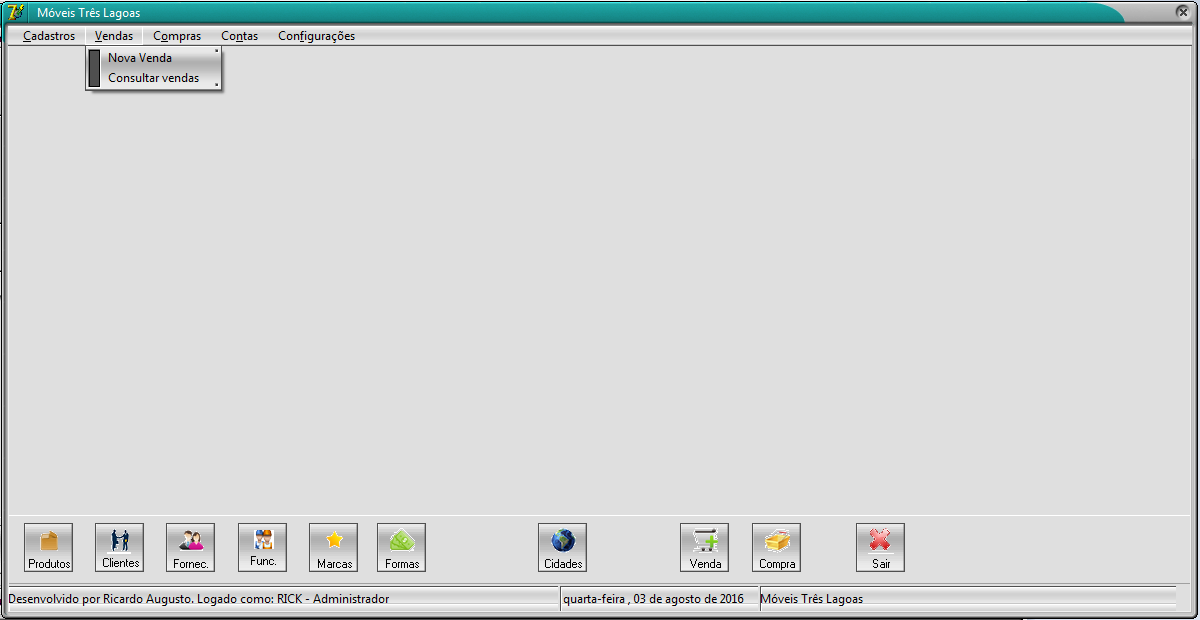 Móveis Três Lagoas
Cadastros Vendas Compras Contas Configurações
Nova Venda
Consultar vendas
Produtos Clientes Fornec. Func. Marcas Formas Cidades Venda Compra Sair
Desenvolvido por Ricardo Augusto. Logado como: RICK - Administrador quarta-feira , 03 de agosto de 2016 Móveis Três Lagoas